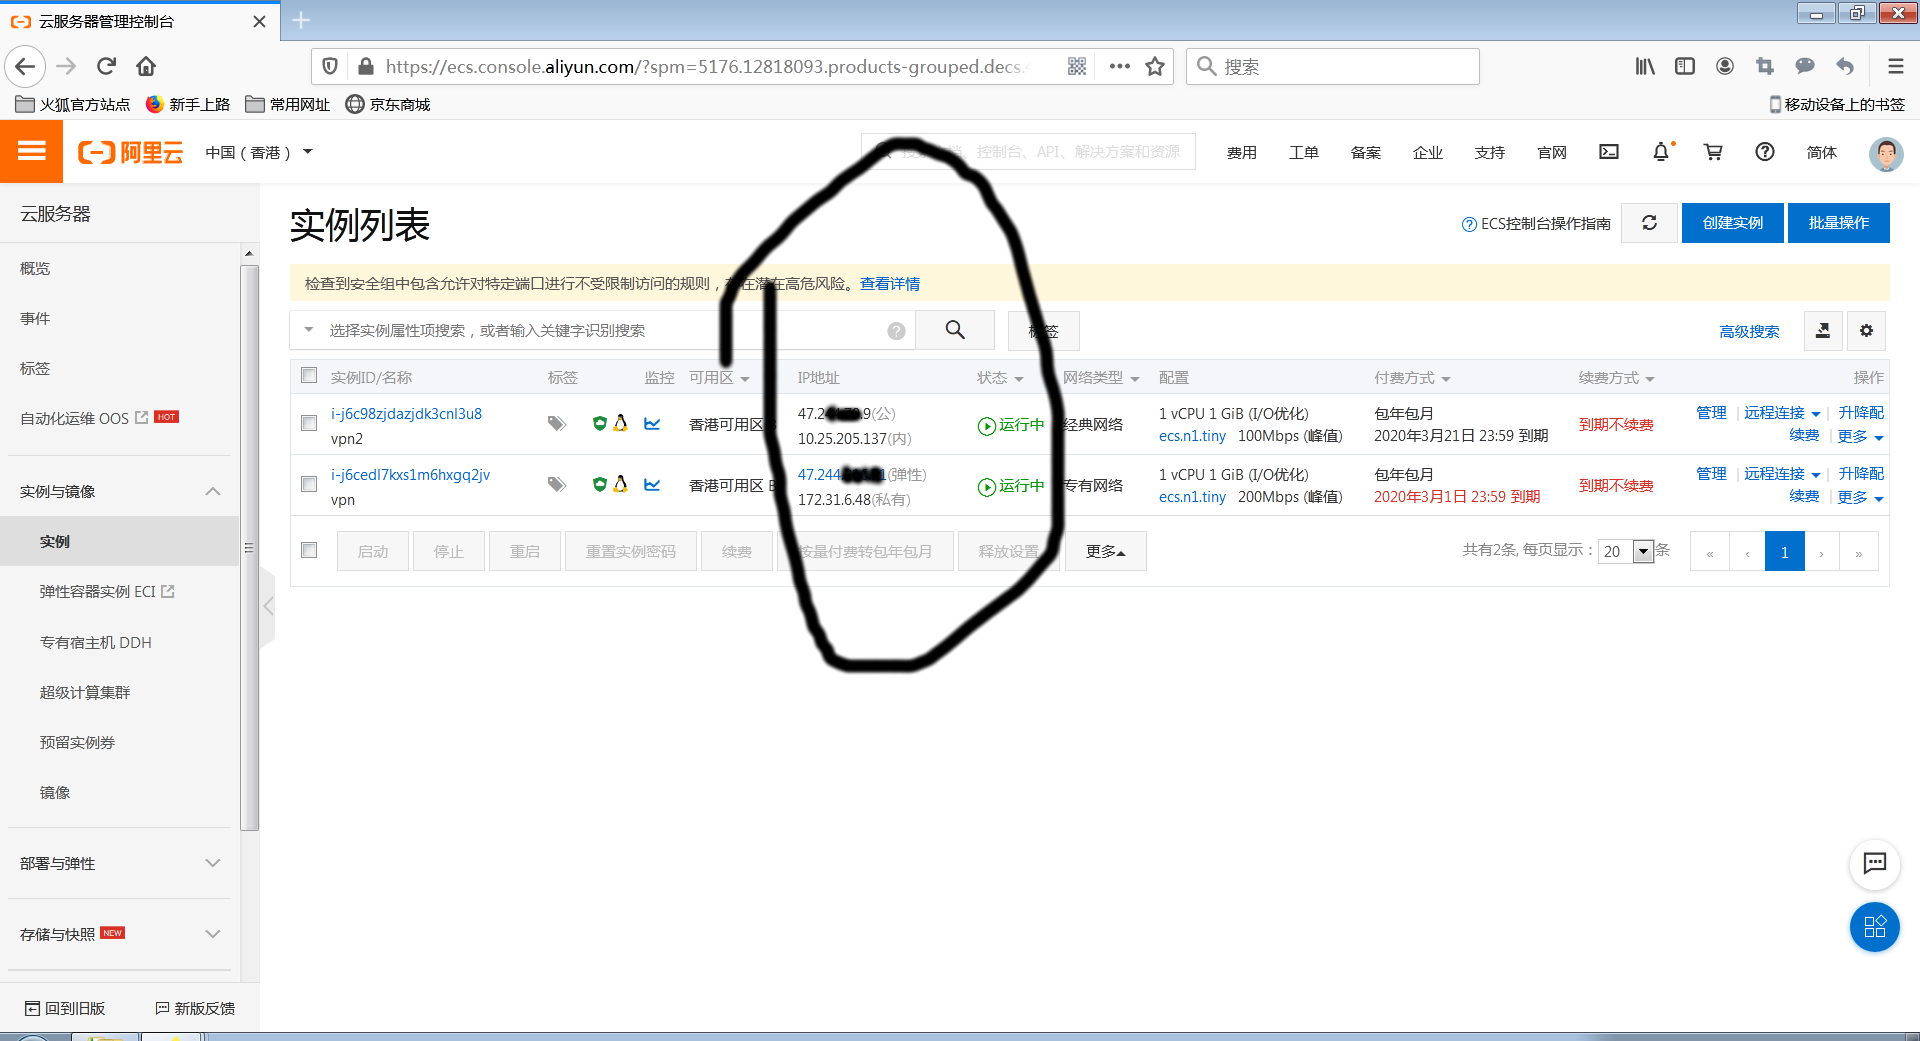 云服务器管理控制台
https://ecs.console.aliyun.com/?spm=5176.12818093.products-grouped.decs.
搜索
火狐官方站点 新手上路 常用网址 京东商城 移动设备上的书签
阿里云 中国（香港） 控制台、API、解决方案和资源 费用 工单 备案 企业 支持 官网 简体
云服务器
概览
事件
标签
自动化运维 OOS HOT
实例与镜像
实例
弹性容器实例 ECI
专有宿主机 DDH
超级计算集群
预留实例券
镜像
部署与弹性
存储与快照 NEW
回到旧版 新版反馈
实例列表 ECS控制台操作指南 创建实例 批量操作
检查到安全组中包含允许对特定端口进行不受限制访问的规则，存在潜在高危风险。查看详情
选择实例属性项搜索，或者输入关键字识别搜索 ? 标签 高级搜索
实例ID/名称 标签 监控 可用区 IP地址 状态 网络类型 配置 付费方式 续费方式 操作
i-j6c98zjdazjdk3cnl3u8
vpn2
香港可用区
47.2 .9(公)
10.25.205.137(内)
运行中 经典网络
1 vCPU 1 GiB (I/O优化)
ecs.n1.tiny 100Mbps (峰值)
包年包月
2020年3月21日 23:59 到期
到期不续费
管理 | 远程连接 | 升降配
续费 | 更多
i-j6cedl7kxs1m6hxgq2jv
vpn
香港可用区
47.244 1(弹性)
172.31.6.48(私有)
运行中 专有网络
1 vCPU 1 GiB (I/O优化)
ecs.n1.tiny 200Mbps (峰值)
包年包月
2020年3月1日 23:59 到期
到期不续费
管理 | 远程连接 | 升降配
续费 | 更多
启动 停止 重启 重置实例密码 续费 按量付费转包年包月 释放设置 更多 共有2条, 每页显示： 20 条 « ‹ 1 › »